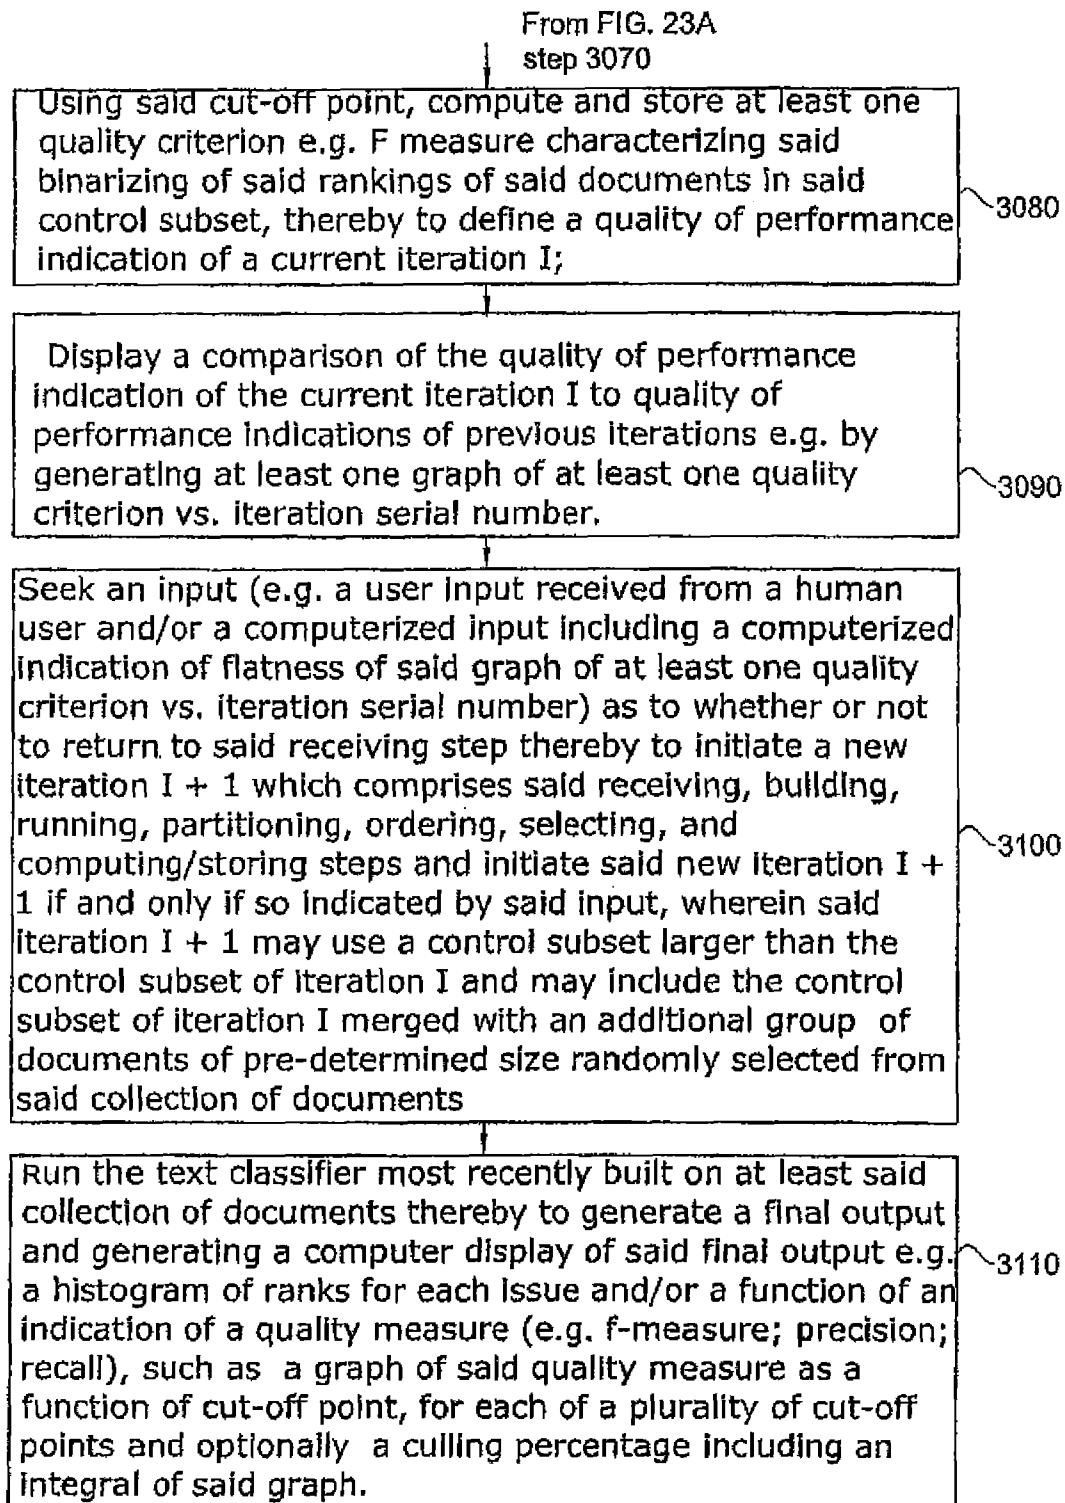 From FIG. 23A
step 3070
Using said cut-off point, compute and store at least one
quality criterion e.g. F measure characterizing said
binarizing of said rankings of said documents in said
control subset, thereby to define a quality of performance
indication of a current iteration I;
3080
Display a comparison of the quality of performance
indication of the current iteration I to quality of
performance indications of previous iterations e.g. by
generating at least one graph of at least one quality
criterion vs. iteration serial number.
3090
Seek an input (e.g. a user input received from a human
user and/or a computerized input including a computerized
indication of flatness of said graph of at least one quality
criterion vs. iteration serial number) as to whether or not
to return to said receiving step thereby to initiate a new
iteration I + 1 which comprises said receiving, building,
running, partitioning, ordering, selecting, and
computing/storing steps and initiate said new iteration I +
1 if and only if so indicated by said input, wherein said
iteration I + 1 may use a control subset larger than the
control subset of iteration I and may include the control
subset of iteration I merged with an additional group of
documents of pre-determined size randomly selected from
said collection of documents
3100
Run the text classifier most recently built on at least said
collection of documents thereby to generate a final output
and generating a computer display of said final output e.g.
a histogram of ranks for each issue and/or a function of an
indication of a quality measure (e.g. f-measure; precision;
recall), such as a graph of said quality measure as a
function of cut-off point, for each of a plurality of cut-off
points and optionally a culling percentage including an
integral of said graph.
3110